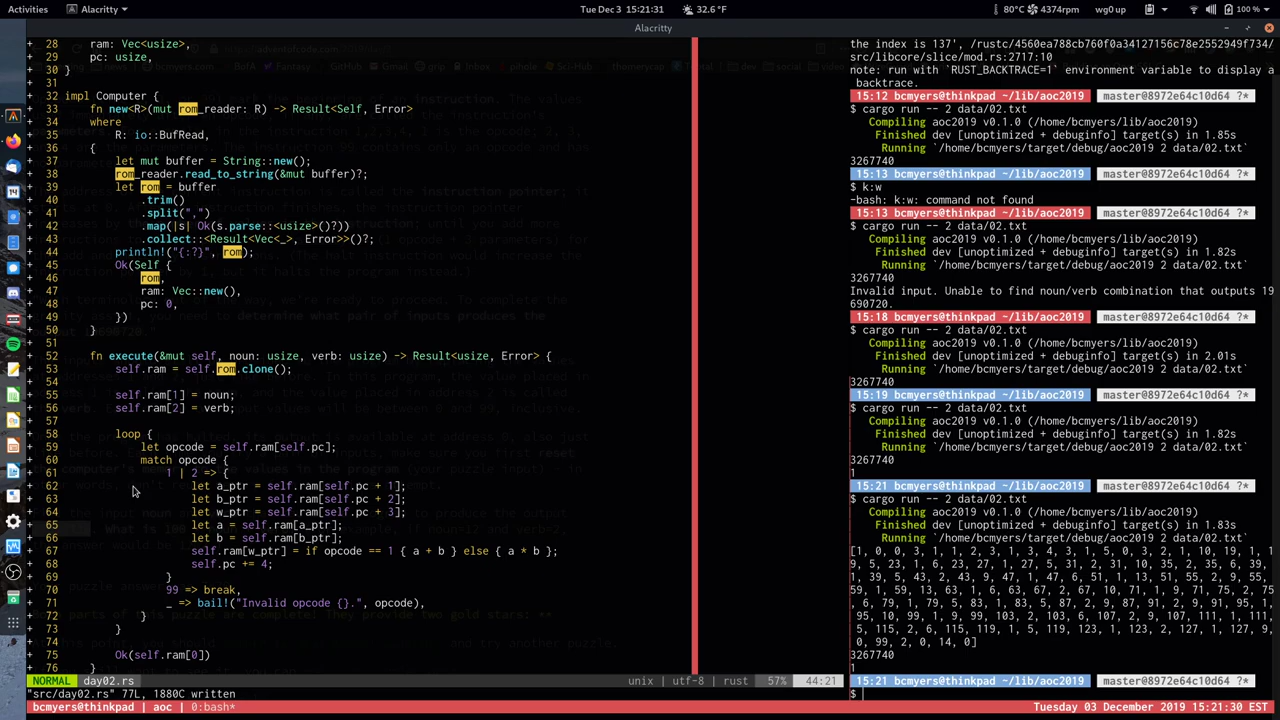 Activities
Alacritty
Tue Dec 3 15:21:31
32.6 °F
80°C
4374rpm
wg0 up
100 %
Alacritty
+ 28 ram: Vec<usize>,
+ 29 pc: usize,
+ 30 }
+ 31
+ 32 impl Computer {
+ 33 fn new<R>(mut rom_reader: R) -> Result<Self, Error>
+ 34 where
+ 35 R: io::BufRead,
+ 36 {
+ 37 let mut buffer = String::new();
+ 38 rom_reader.read_to_string(&mut buffer)?;
+ 39 let rom = buffer
+ 40 .trim()
+ 41 .split(",")
+ 42 .map(|s| Ok(s.parse::<usize>()?))
+ 43 .collect::<Result<Vec<_>, Error>>()?;
+ 44 println!("{:?}", rom);
+ 45 Ok(Self {
+ 46 rom,
+ 47 ram: Vec::new(),
+ 48 pc: 0,
+ 49 })
+ 50 }
+ 51
+ 52 fn execute(&mut self, noun: usize, verb: usize) -> Result<usize, Error> {
+ 53 self.ram = self.rom.clone();
+ 54
+ 55 self.ram[1] = noun;
+ 56 self.ram[2] = verb;
+ 57
+ 58 loop {
+ 59 let opcode = self.ram[self.pc];
+ 60 match opcode {
+ 61 1 | 2 => {
+ 62 let a_ptr = self.ram[self.pc + 1];
+ 63 let b_ptr = self.ram[self.pc + 2];
+ 64 let w_ptr = self.ram[self.pc + 3];
+ 65 let a = self.ram[a_ptr];
+ 66 let b = self.ram[b_ptr];
+ 67 self.ram[w_ptr] = if opcode == 1 { a + b } else { a * b };
+ 68 self.pc += 4;
+ 69 }
+ 70 99 => break,
+ 71 _ => bail!("Invalid opcode {}.", opcode),
+ 72 }
+ 73 }
+ 74
+ 75 Ok(self.ram[0])
+ 76 }
NORMAL day02.rs unix | utf-8 | rust 57% 44:21
"src/day02.rs" 77L, 1880C written
the index is 137', /rustc/4560ea788cb760f0a34127156c78e2552949f734/
src/libcore/slice/mod.rs:2717:10
note: run with `RUST_BACKTRACE=1` environment variable to display a
backtrace.
15:12 bcmyers@thinkpad ~/lib/aoc2019 master@8972e64c10d64 ?*
$ cargo run -- 2 data/02.txt
Compiling aoc2019 v0.1.0 (/home/bcmyers/lib/aoc2019)
Finished dev [unoptimized + debuginfo] target(s) in 1.85s
Running `/home/bcmyers/target/debug/aoc2019 2 data/02.txt`
3267740
15:13 bcmyers@thinkpad ~/lib/aoc2019 master@8972e64c10d64 ?*
$ k:w
-bash: k:w: command not found
15:13 bcmyers@thinkpad ~/lib/aoc2019 master@8972e64c10d64 ?*
$ cargo run -- 2 data/02.txt
Compiling aoc2019 v0.1.0 (/home/bcmyers/lib/aoc2019)
Finished dev [unoptimized + debuginfo] target(s) in 1.82s
Running `/home/bcmyers/target/debug/aoc2019 2 data/02.txt`
3267740
Invalid input. Unable to find noun/verb combination that outputs 19
690720.
15:18 bcmyers@thinkpad ~/lib/aoc2019 master@8972e64c10d64 ?*
$ cargo run -- 2 data/02.txt
Compiling aoc2019 v0.1.0 (/home/bcmyers/lib/aoc2019)
Finished dev [unoptimized + debuginfo] target(s) in 2.01s
Running `/home/bcmyers/target/debug/aoc2019 2 data/02.txt`
3267740
15:19 bcmyers@thinkpad ~/lib/aoc2019 master@8972e64c10d64 ?*
$ cargo run -- 2 data/02.txt
Compiling aoc2019 v0.1.0 (/home/bcmyers/lib/aoc2019)
Finished dev [unoptimized + debuginfo] target(s) in 1.82s
Running `/home/bcmyers/target/debug/aoc2019 2 data/02.txt`
3267740
1
15:21 bcmyers@thinkpad ~/lib/aoc2019 master@8972e64c10d64 ?*
$ cargo run -- 2 data/02.txt
Compiling aoc2019 v0.1.0 (/home/bcmyers/lib/aoc2019)
Finished dev [unoptimized + debuginfo] target(s) in 1.83s
Running `/home/bcmyers/target/debug/aoc2019 2 data/02.txt`
[1, 0, 0, 3, 1, 1, 2, 3, 1, 3, 4, 3, 1, 5, 0, 3, 2, 1, 10, 19, 1, 1
9, 5, 23, 1, 6, 23, 27, 1, 27, 5, 31, 2, 31, 10, 35, 2, 35, 6, 39,
1, 39, 5, 43, 2, 43, 9, 47, 1, 47, 6, 51, 1, 13, 51, 55, 2, 9, 55,
59, 1, 59, 13, 63, 1, 6, 63, 67, 2, 67, 10, 71, 1, 9, 71, 75, 2, 75
, 6, 79, 1, 79, 5, 83, 1, 83, 5, 87, 2, 9, 87, 91, 2, 9, 91, 95, 1,
95, 10, 99, 1, 9, 99, 103, 2, 103, 6, 107, 2, 9, 107, 111, 1, 111,
5, 115, 2, 6, 115, 119, 1, 5, 119, 123, 1, 123, 2, 127, 1, 127, 9,
0, 99, 2, 0, 14, 0]
3267740
1
15:21 bcmyers@thinkpad ~/lib/aoc2019 master@8972e64c10d64 ?*
$
bcmyers@thinkpad | aoc | 0:bash*
Tuesday 03 December 2019 15:21:30 EST